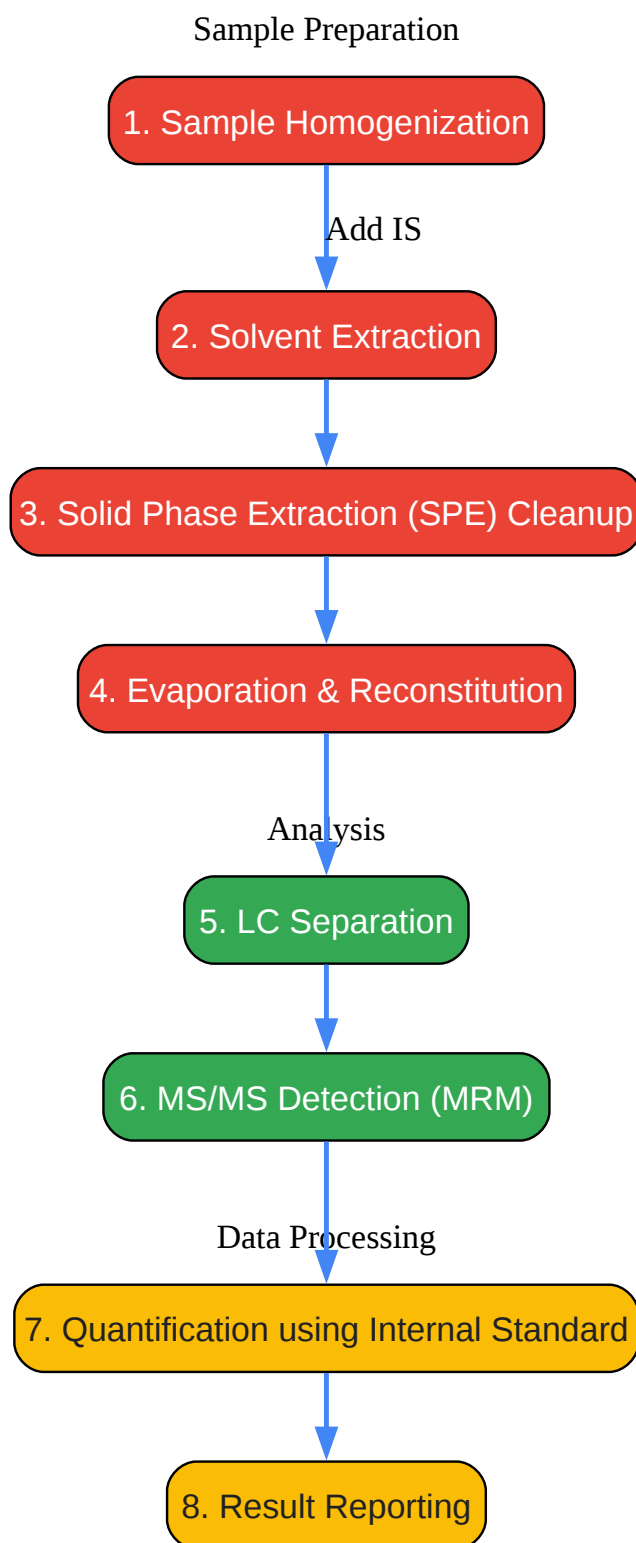 Sample Preparation
1. Sample Homogenization
Add IS
2. Solvent Extraction
3. Solid Phase Extraction (SPE) Cleanup
4. Evaporation & Reconstitution
Analysis
5. LC Separation
6. MS/MS Detection (MRM)
Data Processing
7. Quantification using Internal Standard
8. Result Reporting